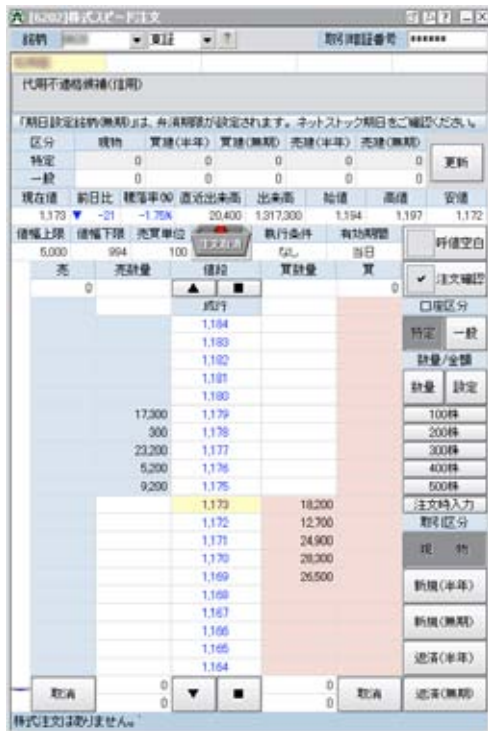 [6202]株式スピード注文
銘柄 東証 ? 取引暗証番号 ******
代用不適格候補(信用)
「期日設定銘柄(無期)」は、弁済期限が設定されます。ネットストック期日をご確認ください。
区分 現物 買建(半年) 買建(無期) 売建(半年) 売建(無期)
特定 0 0 0 0 0 更新
一般 0 0 0 0 0
現在値 前日比 騰落率(%) 直近出来高 出来高 始値 高値 安値
1,173 ▼ -21 -1.75% 20,400 1,317,300 1,194 1,197 1,172
値幅上限 値幅下限 売買単位 注文取消 執行条件 有効期間 呼値空白
5,000 994 100 なし 当日
売 売数量 値段 買数量 買 ✔ 注文確認
0 ▲ ■ 0
成行 口座区分
1,184 特定 一般
1,183
1,182 数量/金額
1,181 数量 設定
1,180
17,300 1,179 100株
300 1,178 200株
23,200 1,177 300株
5,200 1,176 400株
9,200 1,175 500株
1,173 18,200 注文時入力
1,172 12,700 取引区分
1,171 24,900 現物
1,170 28,300
1,169 26,500 新規(半年)
1,168
1,167 新規(無期)
1,166
1,165 返済(半年)
1,164
取消 0 ▼ ■ 0 取消 返済(無期)
0 0
株式注文はありません。